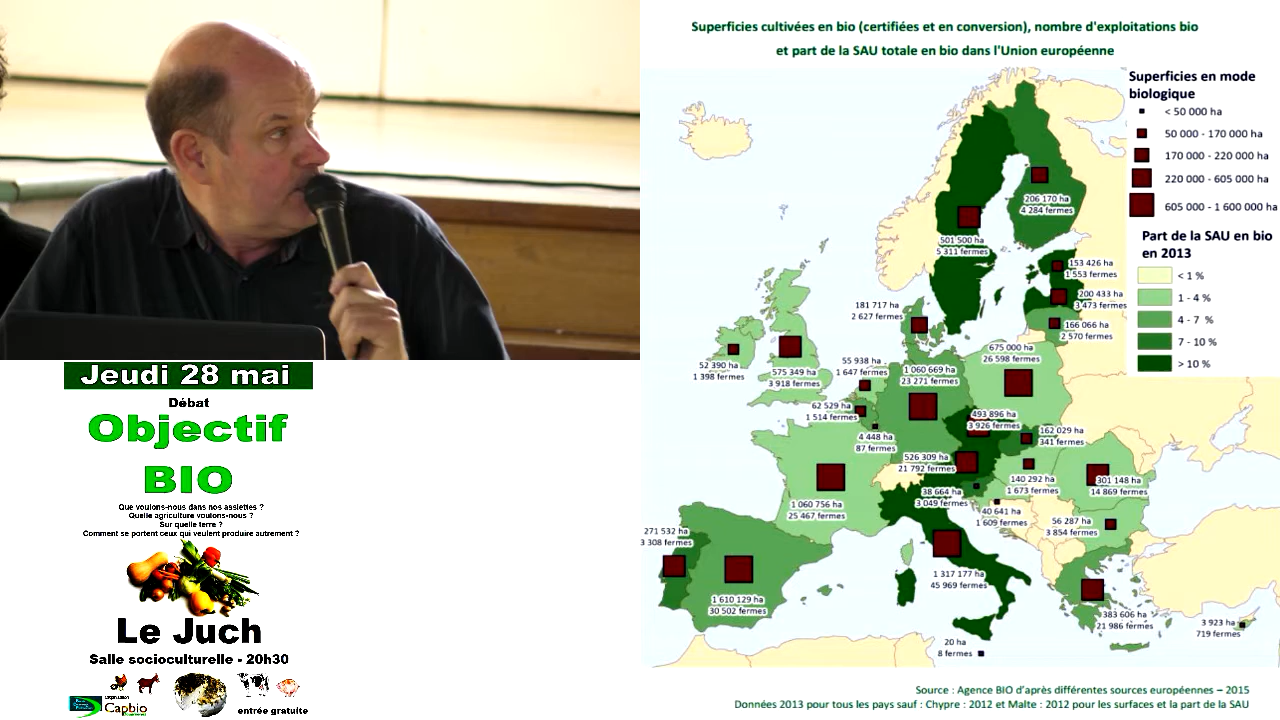 Jeudi 28 mai
Débat
Objectif
BIO
Que voulons-nous dans nos assiettes ?
Quelle agriculture voulons-nous ?
Sur quelle terre ?
Comment se portent ceux qui veulent produire autrement ?
Le Juch
Salle socioculturelle - 20h30
Capbio
entrée gratuite
Superficies cultivées en bio (certifiées et en conversion), nombre d'exploitations bio
et part de la SAU totale en bio dans l'Union européenne
Superficies en mode
biologique
< 50 000 ha
50 000 - 170 000 ha
170 000 - 220 000 ha
220 000 - 605 000 ha
605 000 - 1 600 000 ha
Part de la SAU en bio
en 2013
< 1 %
1 - 4 %
4 - 7 %
7 - 10 %
> 10 %
206 170 ha
4 284 fermes
501 500 ha
5 311 fermes
153 426 ha
1 553 fermes
200 433 ha
3 473 fermes
166 066 ha
2 570 fermes
181 717 ha
2 627 fermes
675 000 ha
26 598 fermes
52 390 ha
1 398 fermes
575 349 ha
3 918 fermes
55 938 ha
1 647 fermes
1 060 669 ha
23 271 fermes
62 529 ha
1 514 fermes
493 896 ha
3 926 fermes
4 448 ha
87 fermes
162 029 ha
341 fermes
526 309 ha
21 792 fermes
140 292 ha
1 673 fermes
301 148 ha
14 869 fermes
38 664 ha
3 049 fermes
40 641 ha
1 609 fermes
1 060 756 ha
25 467 fermes
56 287 ha
3 854 fermes
271 532 ha
3 308 fermes
1 317 177 ha
45 969 fermes
1 610 129 ha
30 502 fermes
383 606 ha
21 986 fermes
3 923 ha
719 fermes
20 ha
8 fermes
Source : Agence BIO d'après différentes sources européennes – 2015
Données 2013 pour tous les pays sauf : Chypre : 2012 et Malte : 2012 pour les surfaces et la part de la SAU